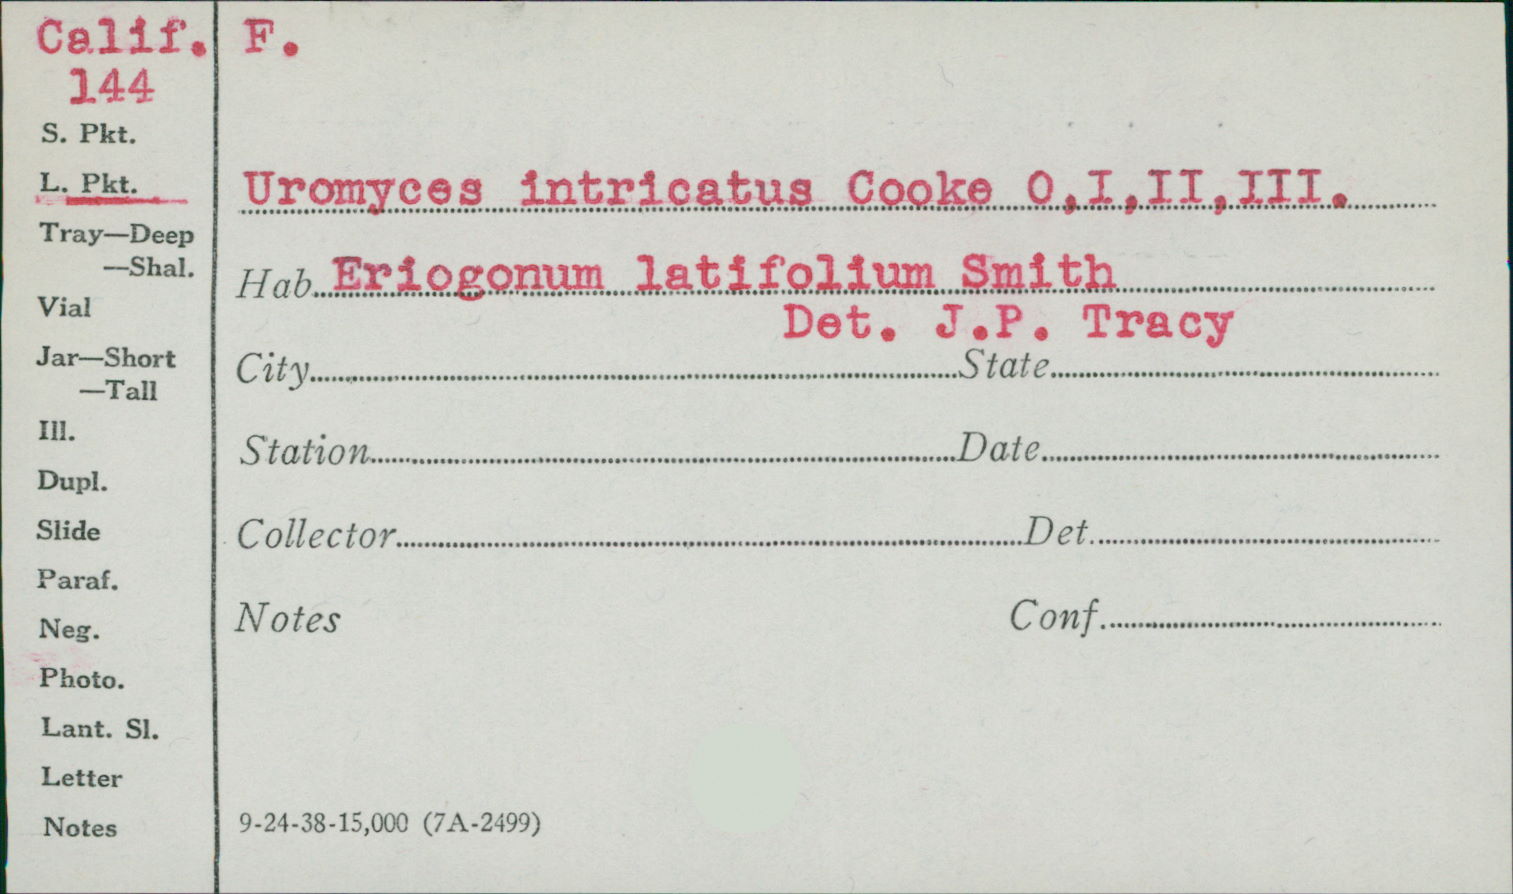 Calif. F.
144
S. Pkt.
L. Pkt.
Uromyces intricatus Cooke 0,I,II,III.
Tray—Deep
—Shal.
Hab. Eriogonum latifolium Smith
Det. J.P. Tracy
Vial
Jar—Short
—Tall
City State
Ill.
Station Date
Dupl.
Slide
Collector Det.
Paraf.
Neg.
Notes Conf.
Photo.
Lant. Sl.
Letter
Notes
9-24-38-15,000 (7A-2499)